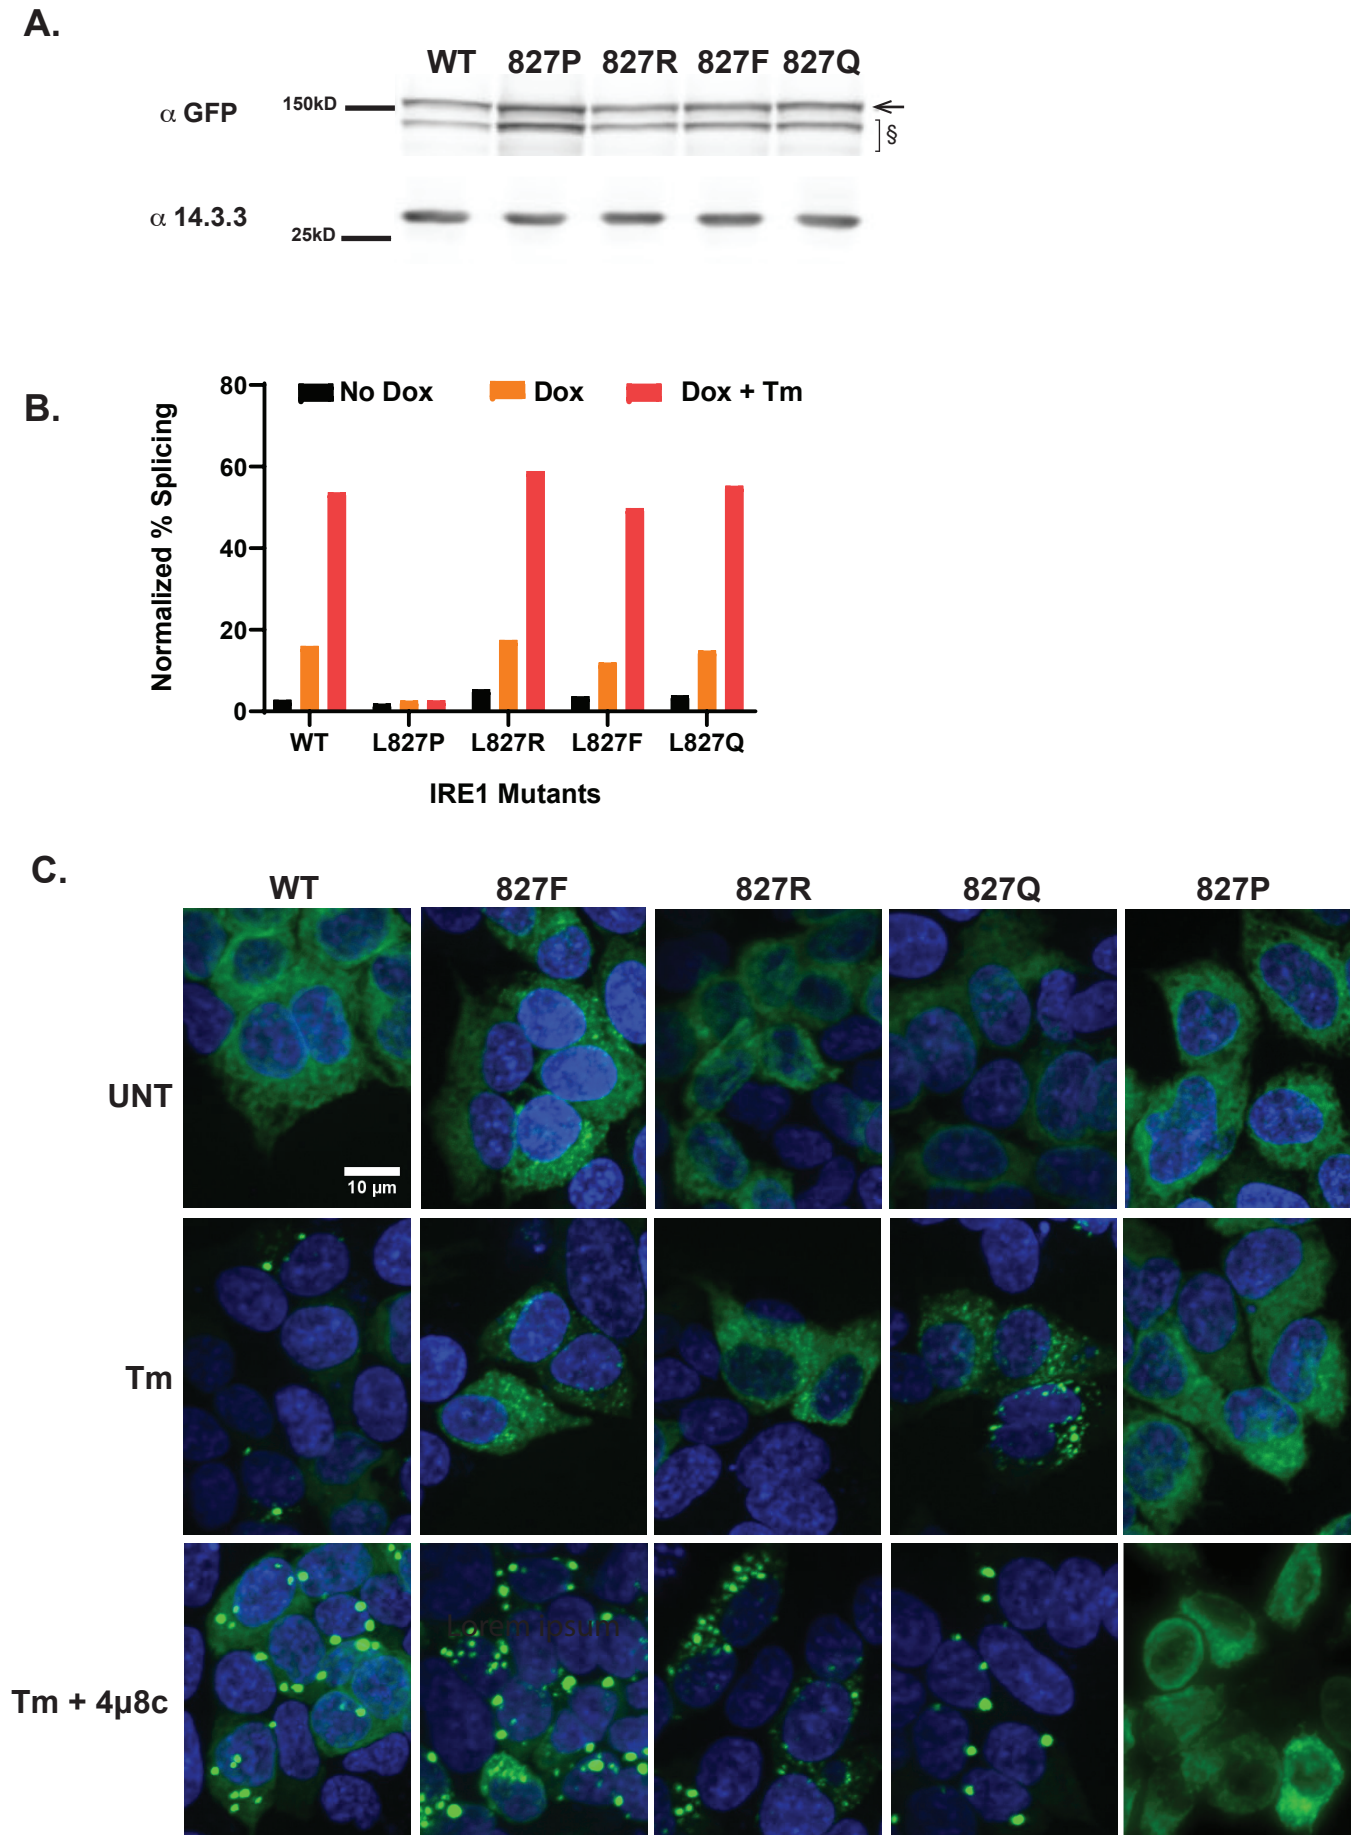 A.
WT 827P 827R 827F 827Q
α GFP
150kD
§
α 14.3.3
25kD
B.
80
60
40
20
0
Normalized % Splicing
No Dox Dox Dox + Tm
WT L827P L827R L827F L827Q
IRE1 Mutants
C.
WT 827F 827R 827Q 827P
UNT
10 µm
Tm
Tm + 4µ8c
Lorem ipsum